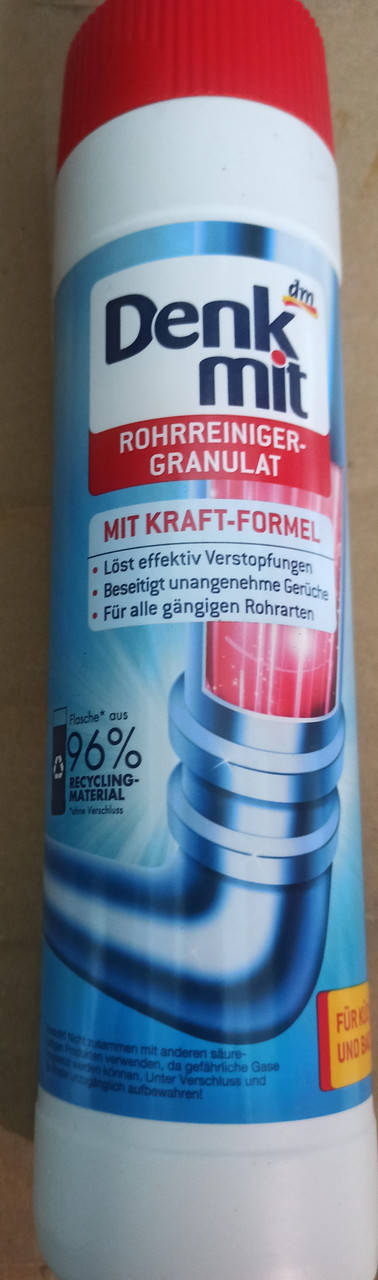 dm
Denk
mit
ROHRREINIGER-
GRANULAT
MIT KRAFT-FORMEL
• Löst effektiv Verstopfungen
• Beseitigt unangenehme Gerüche
• Für alle gängigen Rohrarten
Flasche* aus
96%
RECYCLING-
MATERIAL
*ohne Verschluss
FÜR
UND
Nicht zusammen mit anderen säure-
Produkten verwenden, da gefährliche Gase
werden können. Unter Verschluss und
unzugänglich aufbewahren!